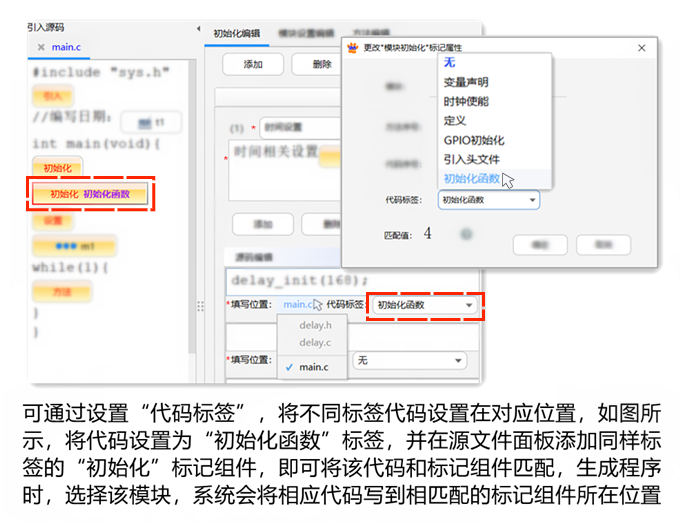 引入源码
× main.c
#include "sys.h"
引入
//编写日期：
t1
int main(void){
初始化
初始化 初始化函数
设置
m1
while(1){
方法
}
}
初始化编辑 模块设置编辑 方法编辑
添加 删除
(1) * 时间设置
* 时间相关设置
添加 删除
源码编辑
delay_init(168);
*填写位置: main.c 代码标签: 初始化函数
delay.h
delay.c
✓ main.c
*填写位置: 无
更改"模块初始化"标记属性
无
变量声明
时钟使能
定义
GPIO初始化
引入头文件
初始化函数
代码标签: 初始化函数
匹配值: 4
可通过设置“代码标签”，将不同标签代码设置在对应位置，如图所
示，将代码设置为“初始化函数”标签，并在源文件面板添加同样标
签的“初始化”标记组件，即可将该代码和标记组件匹配，生成程序
时，选择该模块，系统会将相应代码写到相匹配的标记组件所在位置